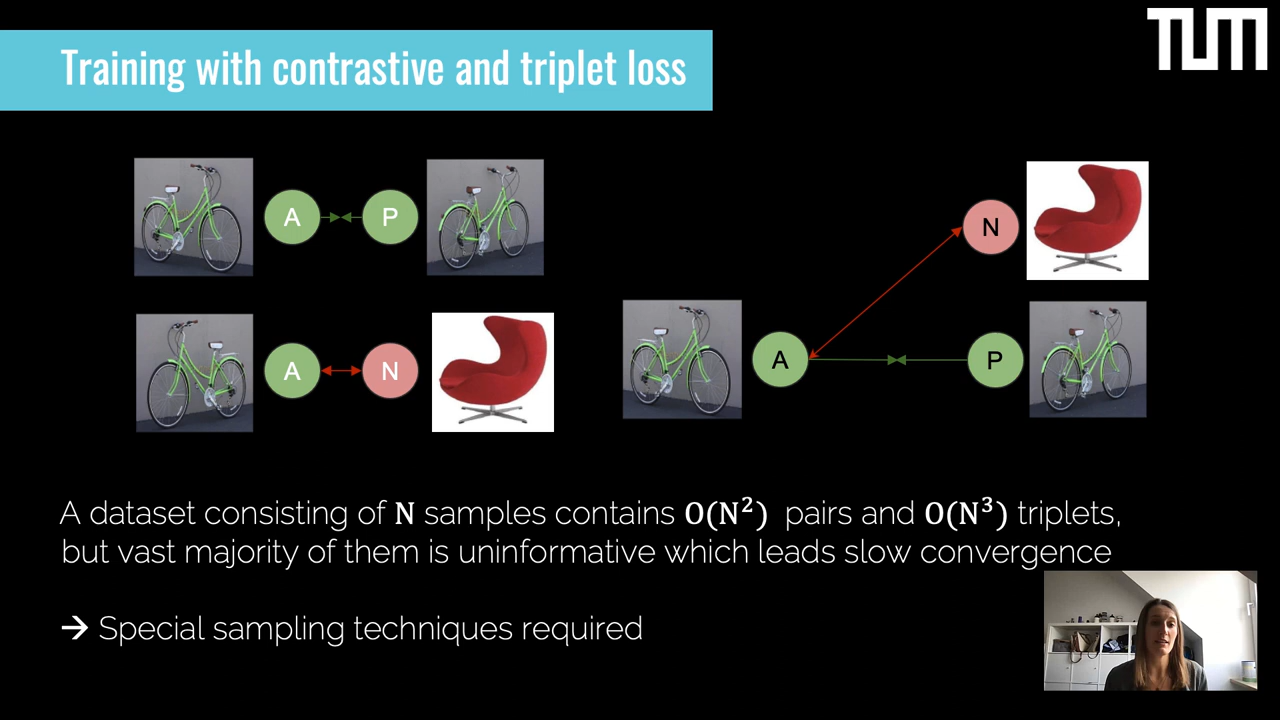 TUM
Training with contrastive and triplet loss
A P
A N
N
A P
A dataset consisting of N samples contains O(N²) pairs and O(N³) triplets,
but vast majority of them is uninformative which leads slow convergence
→ Special sampling techniques required